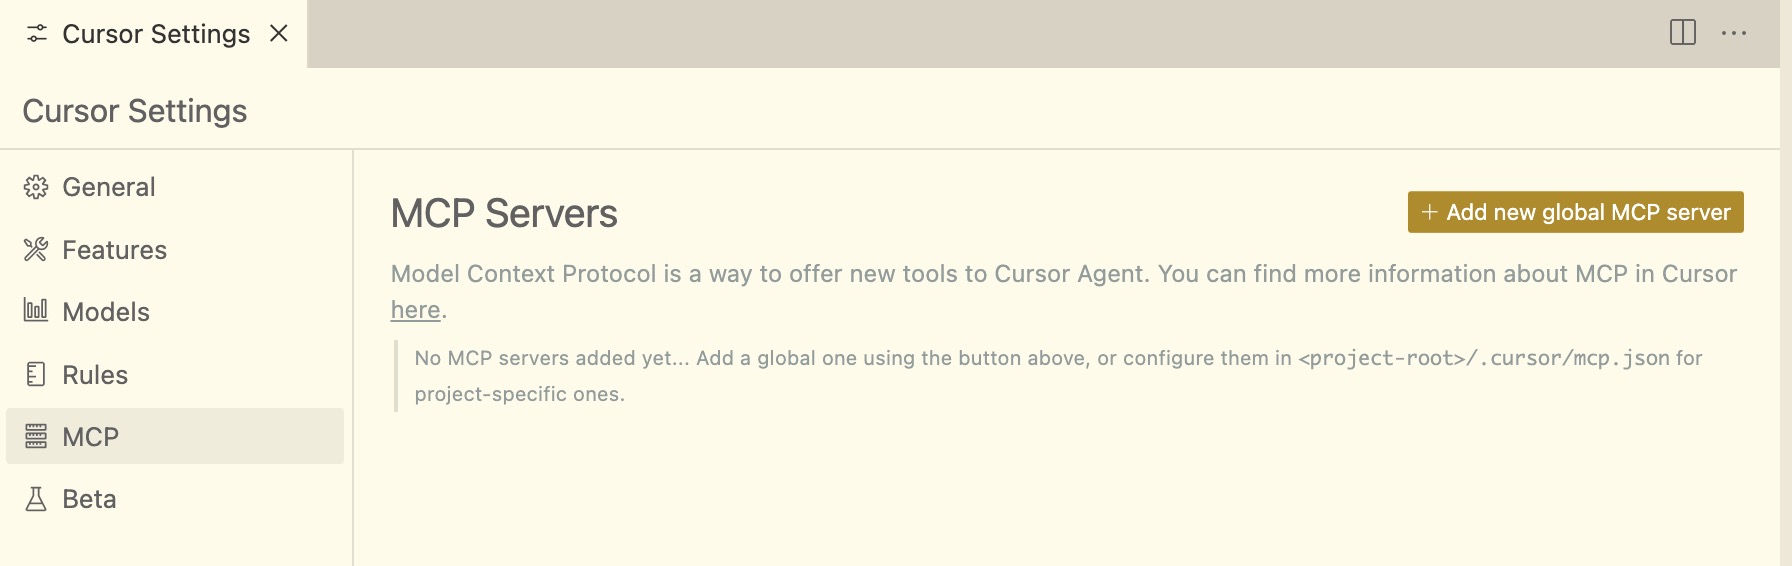 Cursor Settings
Cursor Settings
General
Features
Models
Rules
MCP
Beta
MCP Servers
+ Add new global MCP server
Model Context Protocol is a way to offer new tools to Cursor Agent. You can find more information about MCP in Cursor
here.
No MCP servers added yet... Add a global one using the button above, or configure them in <project-root>/.cursor/mcp.json for
project-specific ones.